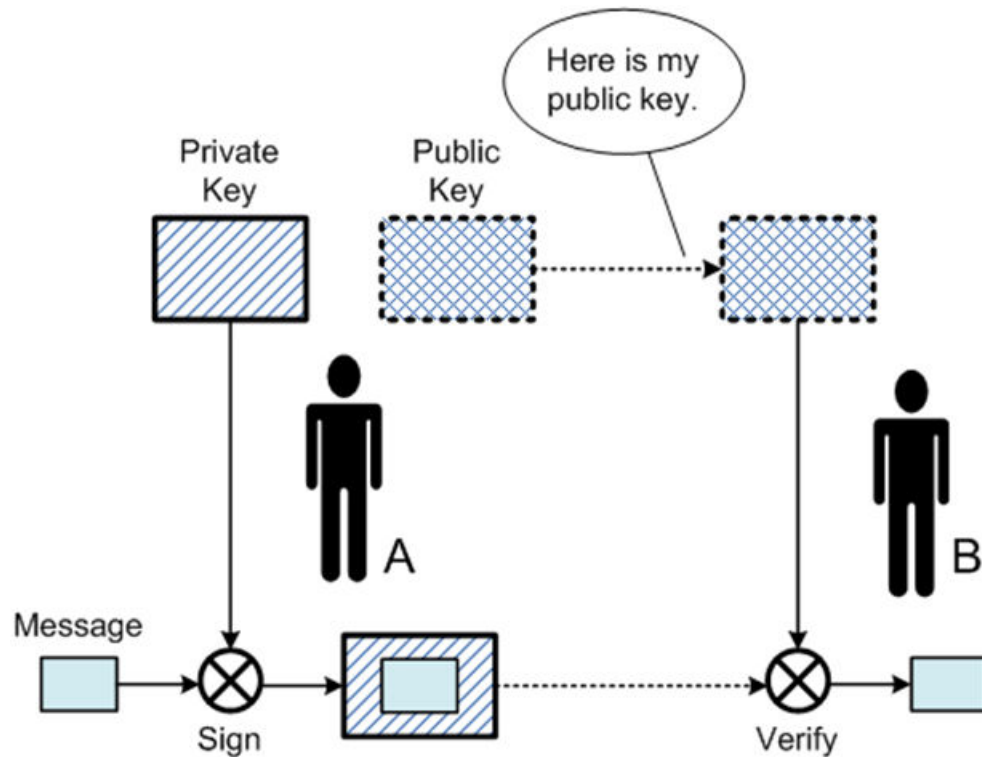 Here is my
public key.
Private
Key
Public
Key
A
B
Message
Sign
Verify